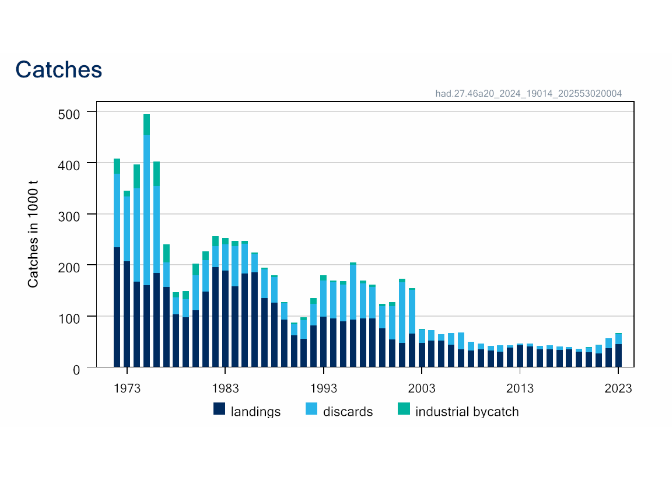 Catches
had.27.46a20_2024_19014_202553020004
Catches in 1000 t
500
400
300
200
100
0
1973 1983 1993 2003 2013 2023
landings discards industrial bycatch